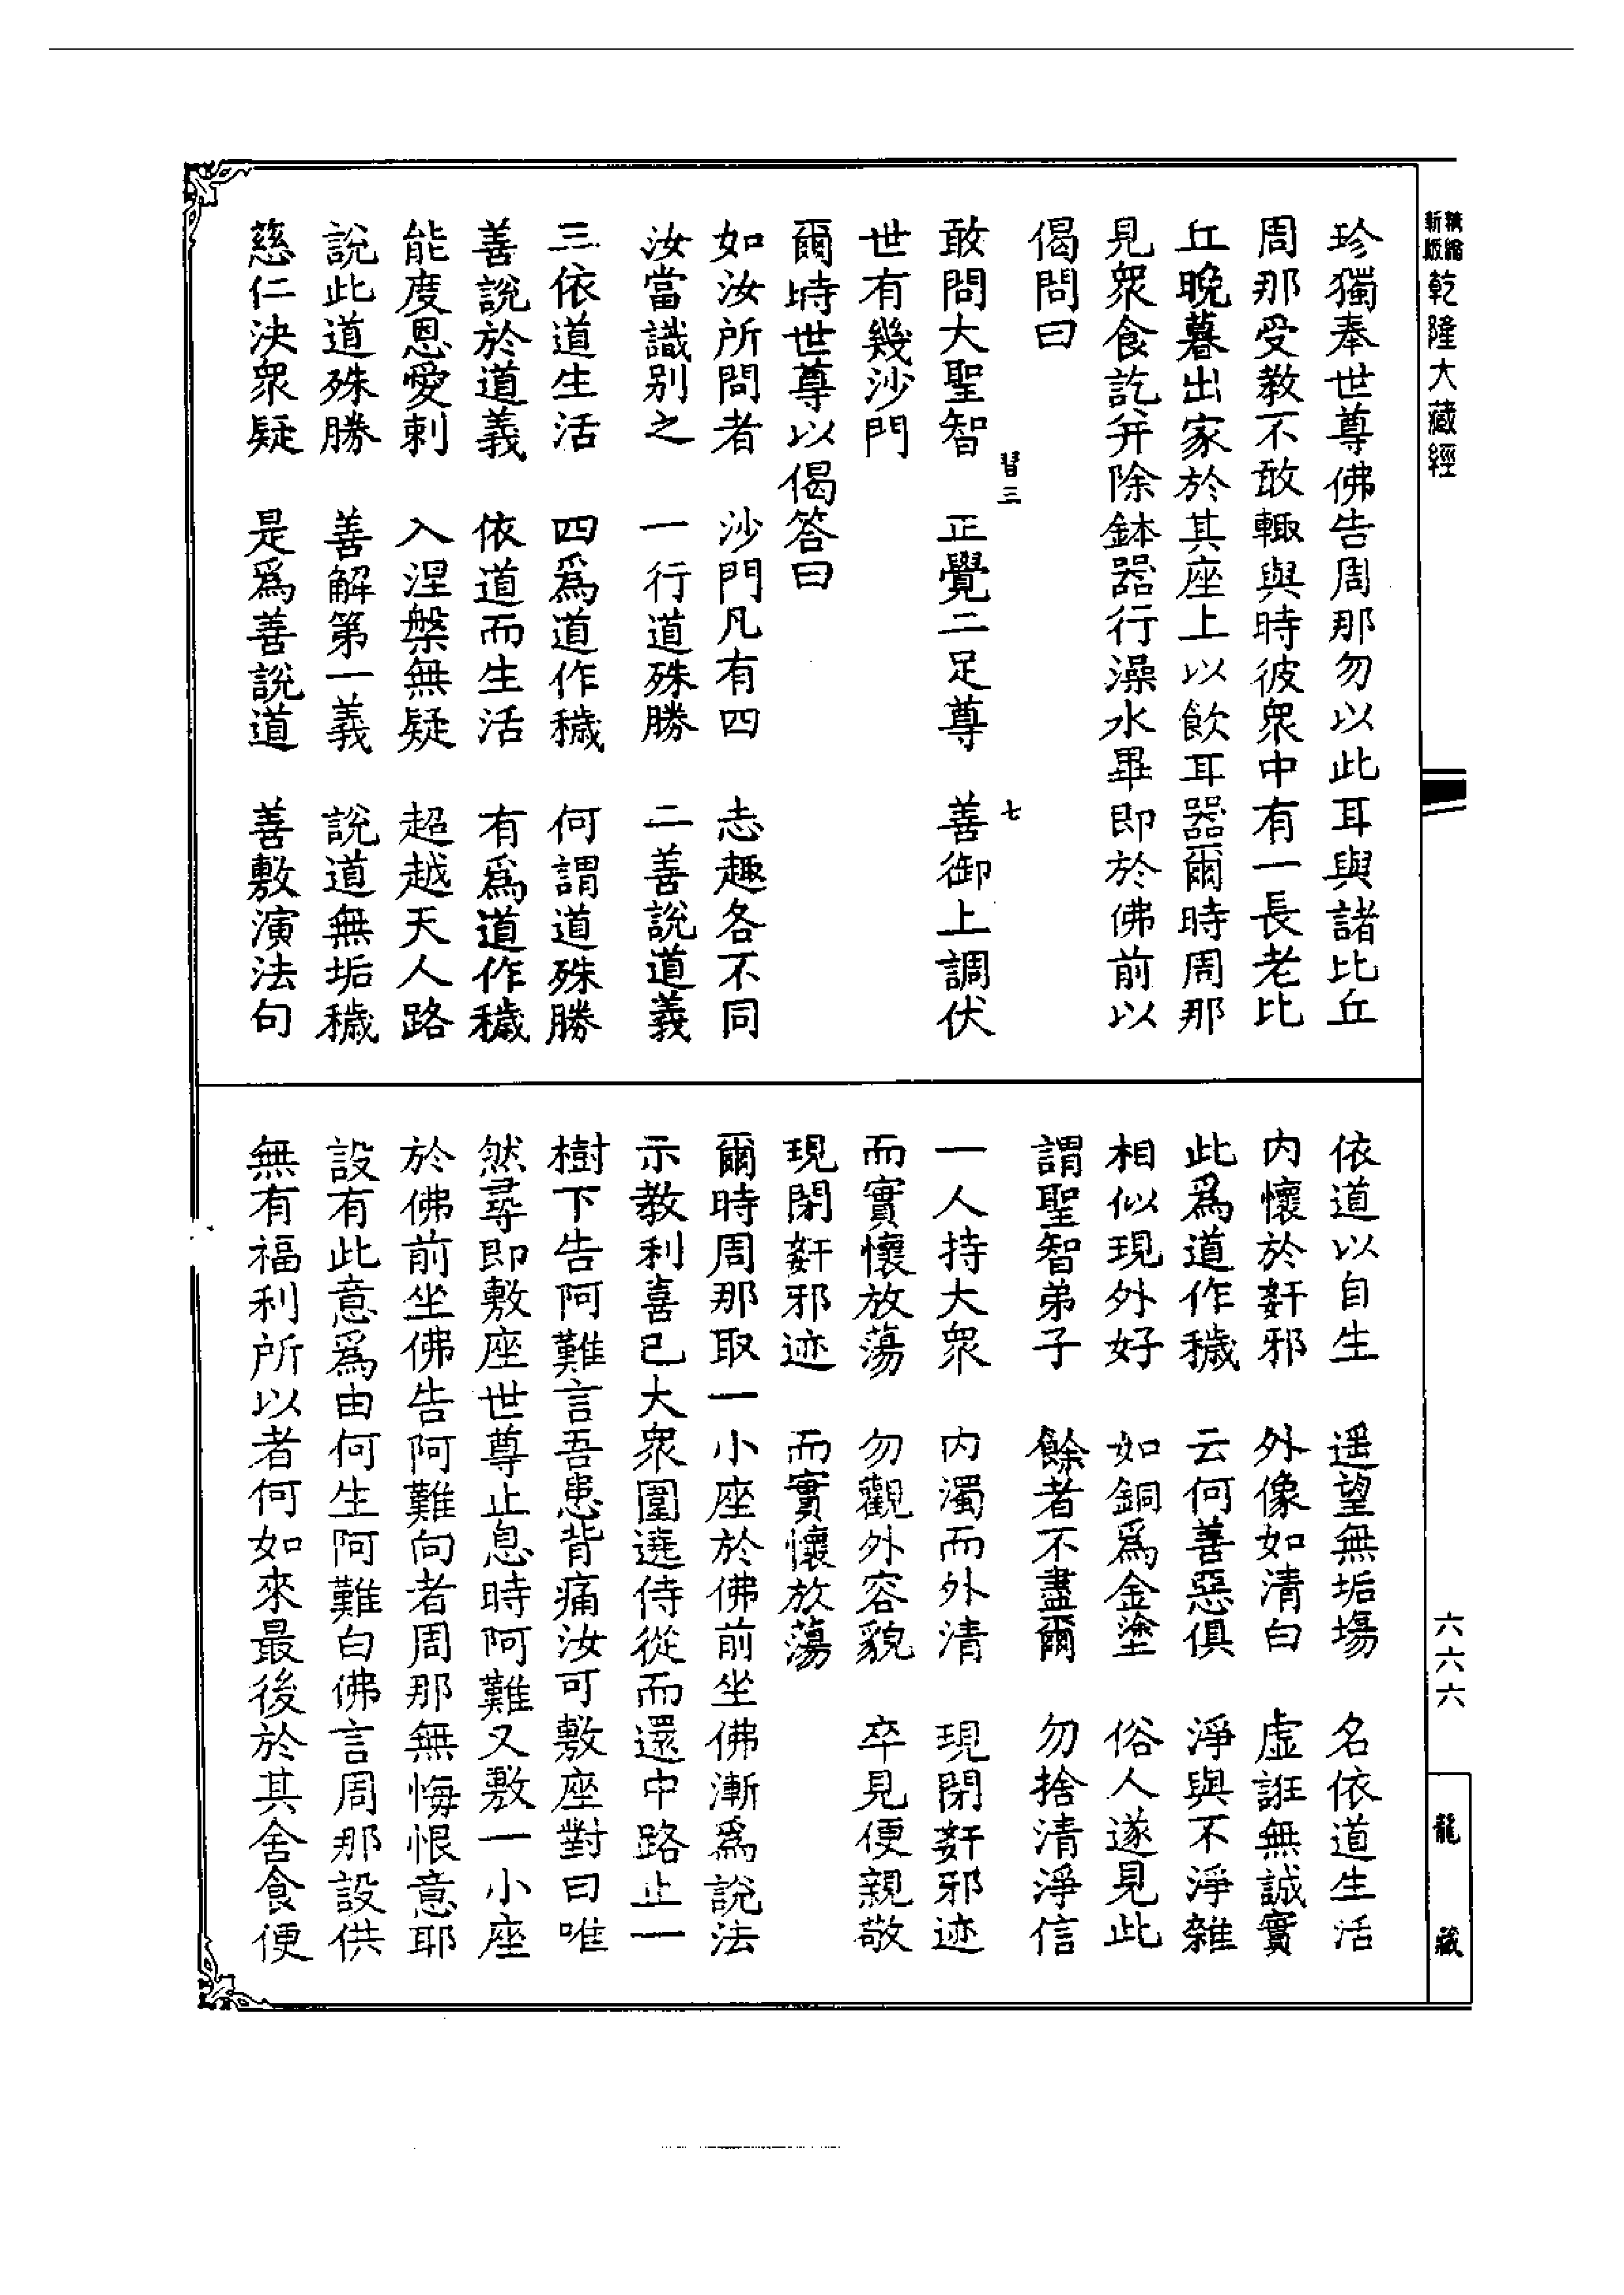 精縮新版 乾隆大藏經
珍獨奉世尊佛告周那勿以此耳與諸比丘
周那受教不敢輙與時彼衆中有一長老比
丘晚暮出家於其座上以飲耳器爾時周那
見衆食訖并除鉢器行澡水畢即於佛前以
偈問曰
習三 七
敢問大聖智 正覺二足尊 善御上調伏
世有幾沙門
爾時世尊以偈答曰
如汝所問者 沙門凡有四 志趣各不同
汝當識别之 一行道殊勝 二善說道義
三依道生活 四爲道作穢 何謂道殊勝
善說於道義 依道而生活 有爲道作穢
能度恩愛刺 入涅槃無疑 超越天人路
說此道殊勝 善解第一義 說道無垢穢
慈仁決衆疑 是爲善說道 善敷演法句
依道以自生 遥望無垢塲 名依道生活
内懷於姧邪 外像如清白 虛誑無誠實
此爲道作穢 云何善惡俱 淨與不淨雜
相似現外好 如銅爲金塗 俗人遂見此
謂聖智弟子 餘者不盡爾 勿捨清淨信
一人持大衆 内濁而外清 現閉姧邪迹
而實懷放蕩 勿觀外容貌 卒見便親敬
現閉姧邪迹 而實懷放蕩
爾時周那取一小座於佛前坐佛漸爲說法
示教利喜已大衆圍遶侍從而還中路止一
樹下告阿難言吾患背痛汝可敷座對曰唯
然尋即敷座世尊止息時阿難又敷一小座
於佛前坐佛告阿難向者周那無悔恨意耶
設有此意爲由何生阿難白佛言周那設供
無有福利所以者何如來最後於其舍食便
六六六
龍藏